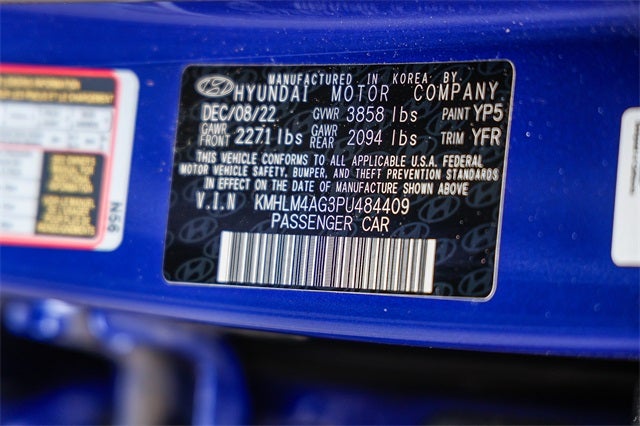 MANUFACTURED IN KOREA BY
HYUNDAI MOTOR COMPANY
DEC/08/22 GVWR 3858 lbs PAINT YP5
GAWR FRONT 2271 lbs GAWR REAR 2094 lbs TRIM YFR
THIS VEHICLE CONFORMS TO ALL APPLICABLE U.S.A. FEDERAL
MOTOR VEHICLE SAFETY, BUMPER, AND THEFT PREVENTION STANDARDS
IN EFFECT ON THE DATE OF MANUFACTURE SHOWN ABOVE
V.I.N KMHLM4AG3PU484409
PASSENGER CAR
N56